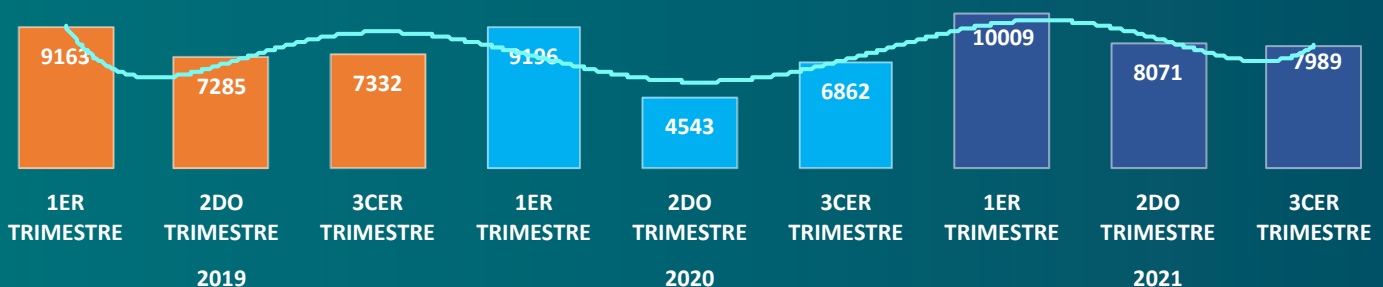 9163
7285
7332
9196
4543
6862
10009
8071
7989
1ER
TRIMESTRE
2DO
TRIMESTRE
3CER
TRIMESTRE
1ER
TRIMESTRE
2DO
TRIMESTRE
3CER
TRIMESTRE
1ER
TRIMESTRE
2DO
TRIMESTRE
3CER
TRIMESTRE
2019
2020
2021